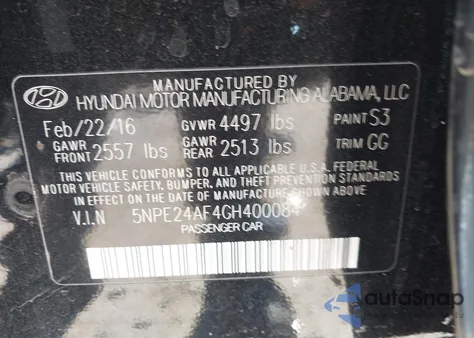 MANUFACTURED BY
HYUNDAI MOTOR MANUFACTURING ALABAMA, LLC
Feb/22/16 GVWR 4497 lbs PAINT S3
GAWR FRONT 2557 lbs GAWR REAR 2513 lbs TRIM GG
THIS VEHICLE CONFORMS TO ALL APPLICABLE FEDERAL
MOTOR VEHICLE SAFETY, BUMPER, AND THEFT PREVENTION STANDARDS
IN EFFECT ON THE DATE OF MANUFACTURE SHOWN ABOVE.
V.I.N 5NPE24AF4GH400084
PASSENGER CAR
autoSnap